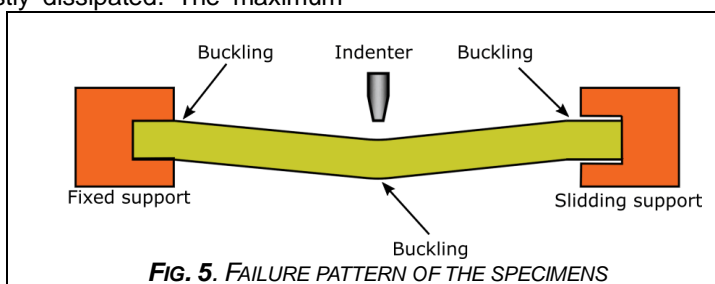 stly dissipated. The maximum
Buckling Indenter Buckling
Fixed support Slidding support
Buckling
FIG. 5. FAILURE PATTERN OF THE SPECIMENS